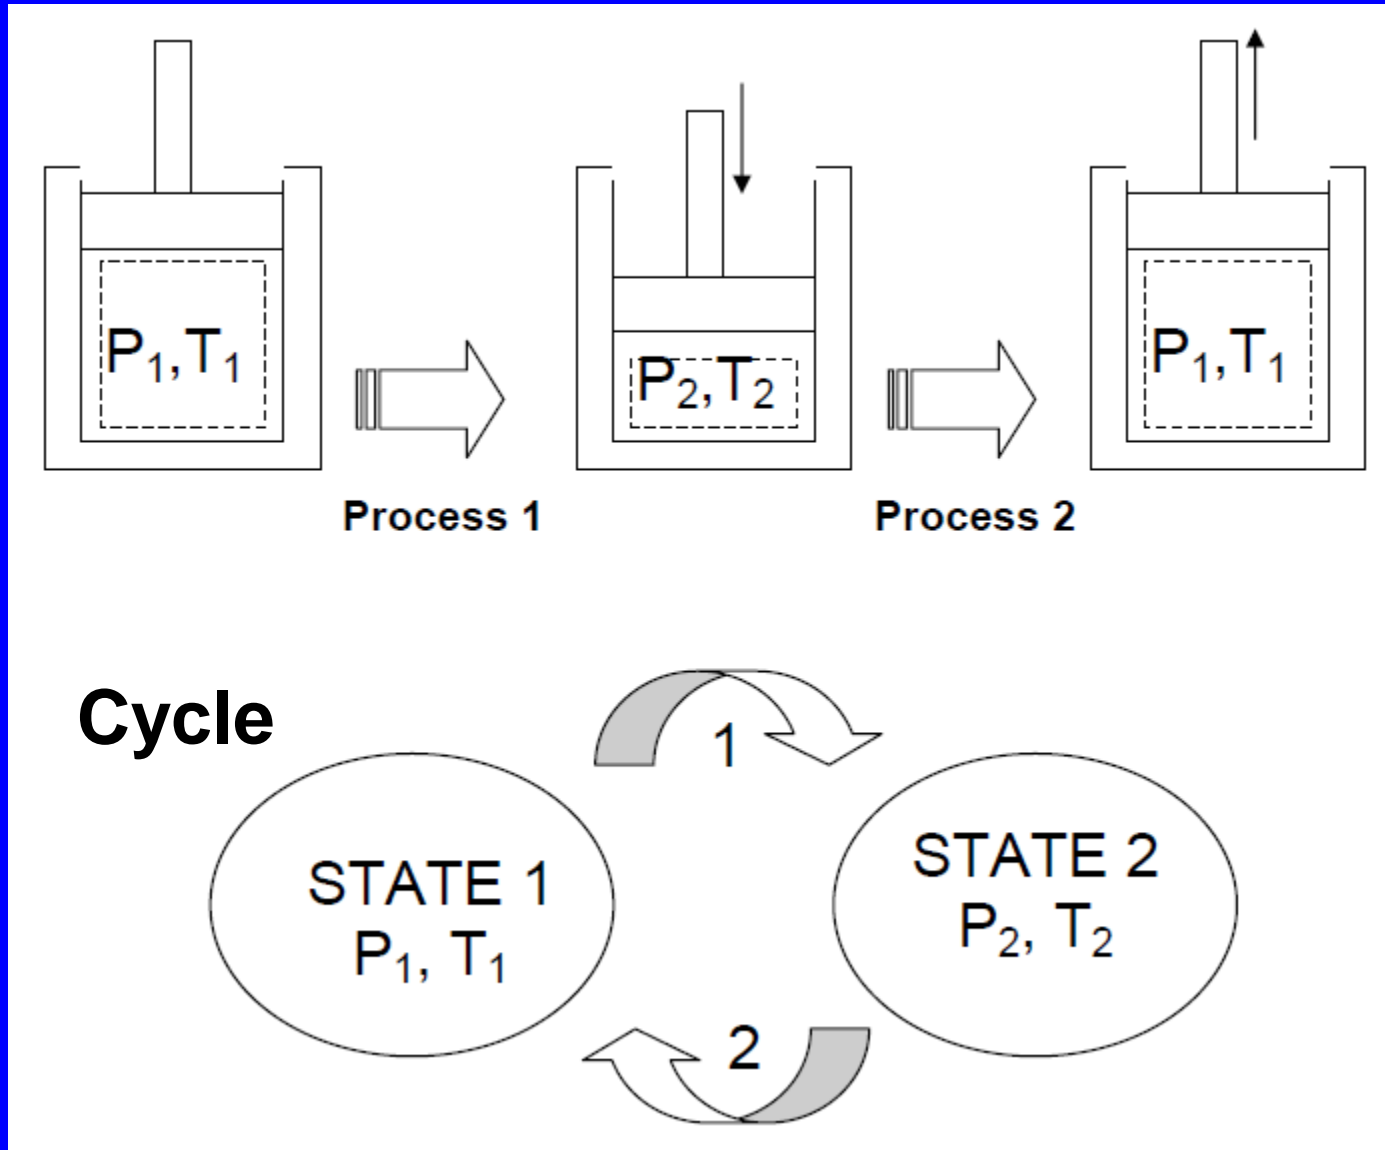 P₁,T₁
P₂,T₂
P₁,T₁
Process 1
Process 2
Cycle
1
STATE 1
P₁, T₁
STATE 2
P₂, T₂
2